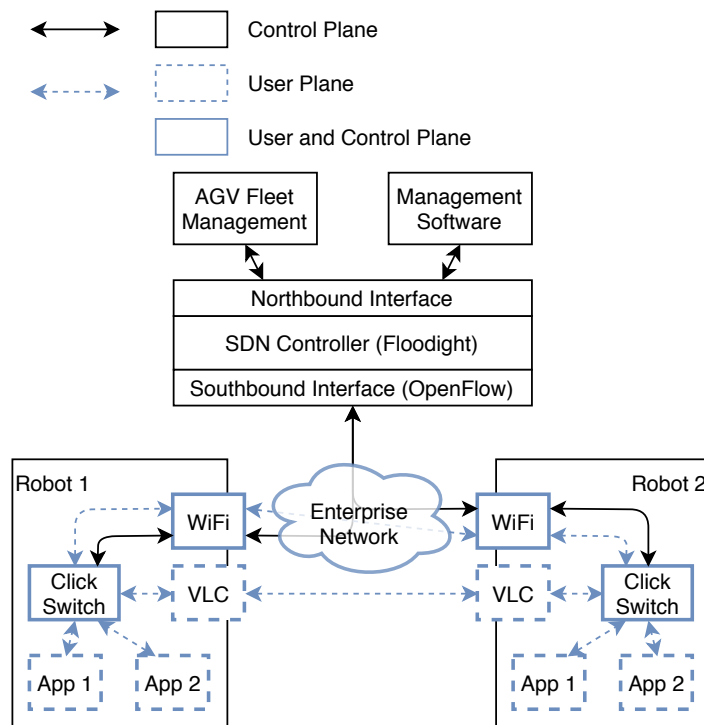 Control Plane
User Plane
User and Control Plane
AGV Fleet
Management
Management
Software
Northbound Interface
SDN Controller (Floodight)
Southbound Interface (OpenFlow)
Robot 1
WiFi
Enterprise
Network
WiFi
Robot 2
Click
Switch
VLC
VLC
Click
Switch
App 1
App 2
App 1
App 2